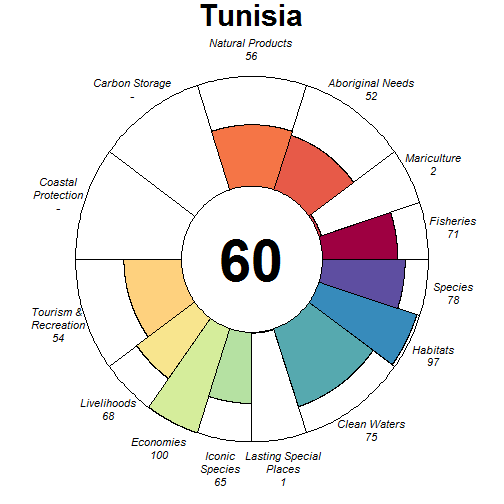 Tunisia
Natural Products
56
Carbon Storage
-
Aboriginal Needs
52
Mariculture
2
Coastal
Protection
-
Fisheries
71
60
Species
78
Tourism &
Recreation
54
Habitats
97
Livelihoods
68
Clean Waters
75
Economies
100
Iconic
Species
65
Lasting Special
Places
1